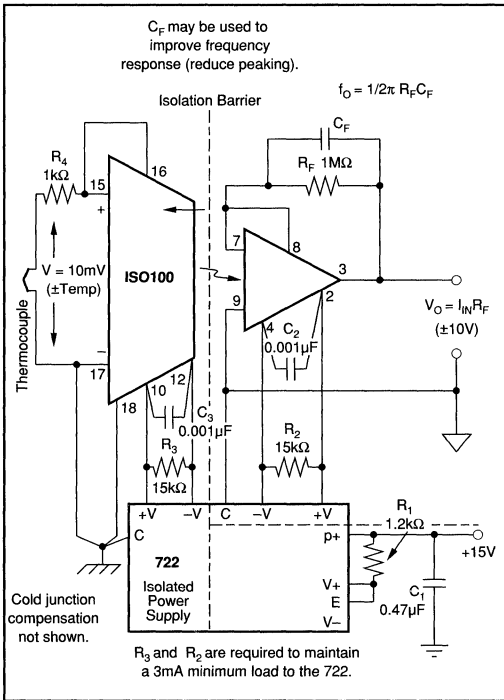 C_F may be used to
improve frequency
response (reduce peaking).
f_O = 1/2π R_F C_F
Isolation Barrier
C_F
R_F 1MΩ
R_4
1kΩ
15
16
+
ISO100
V = 10mV
(±Temp)
Thermocouple
–
17
18
10
12
7
8
9
3
2
4
C_2
0.001µF
V_O = I_IN R_F
(±10V)
C_3
0.001µF
R_3
15kΩ
R_2
15kΩ
+V
–V
C
–V
+V
C
722
Isolated
Power
Supply
p+
V+
E
V–
R_1
1.2kΩ
+15V
C_1
0.47µF
Cold junction
compensation
not shown.
R_3 and R_2 are required to maintain
a 3mA minimum load to the 722.